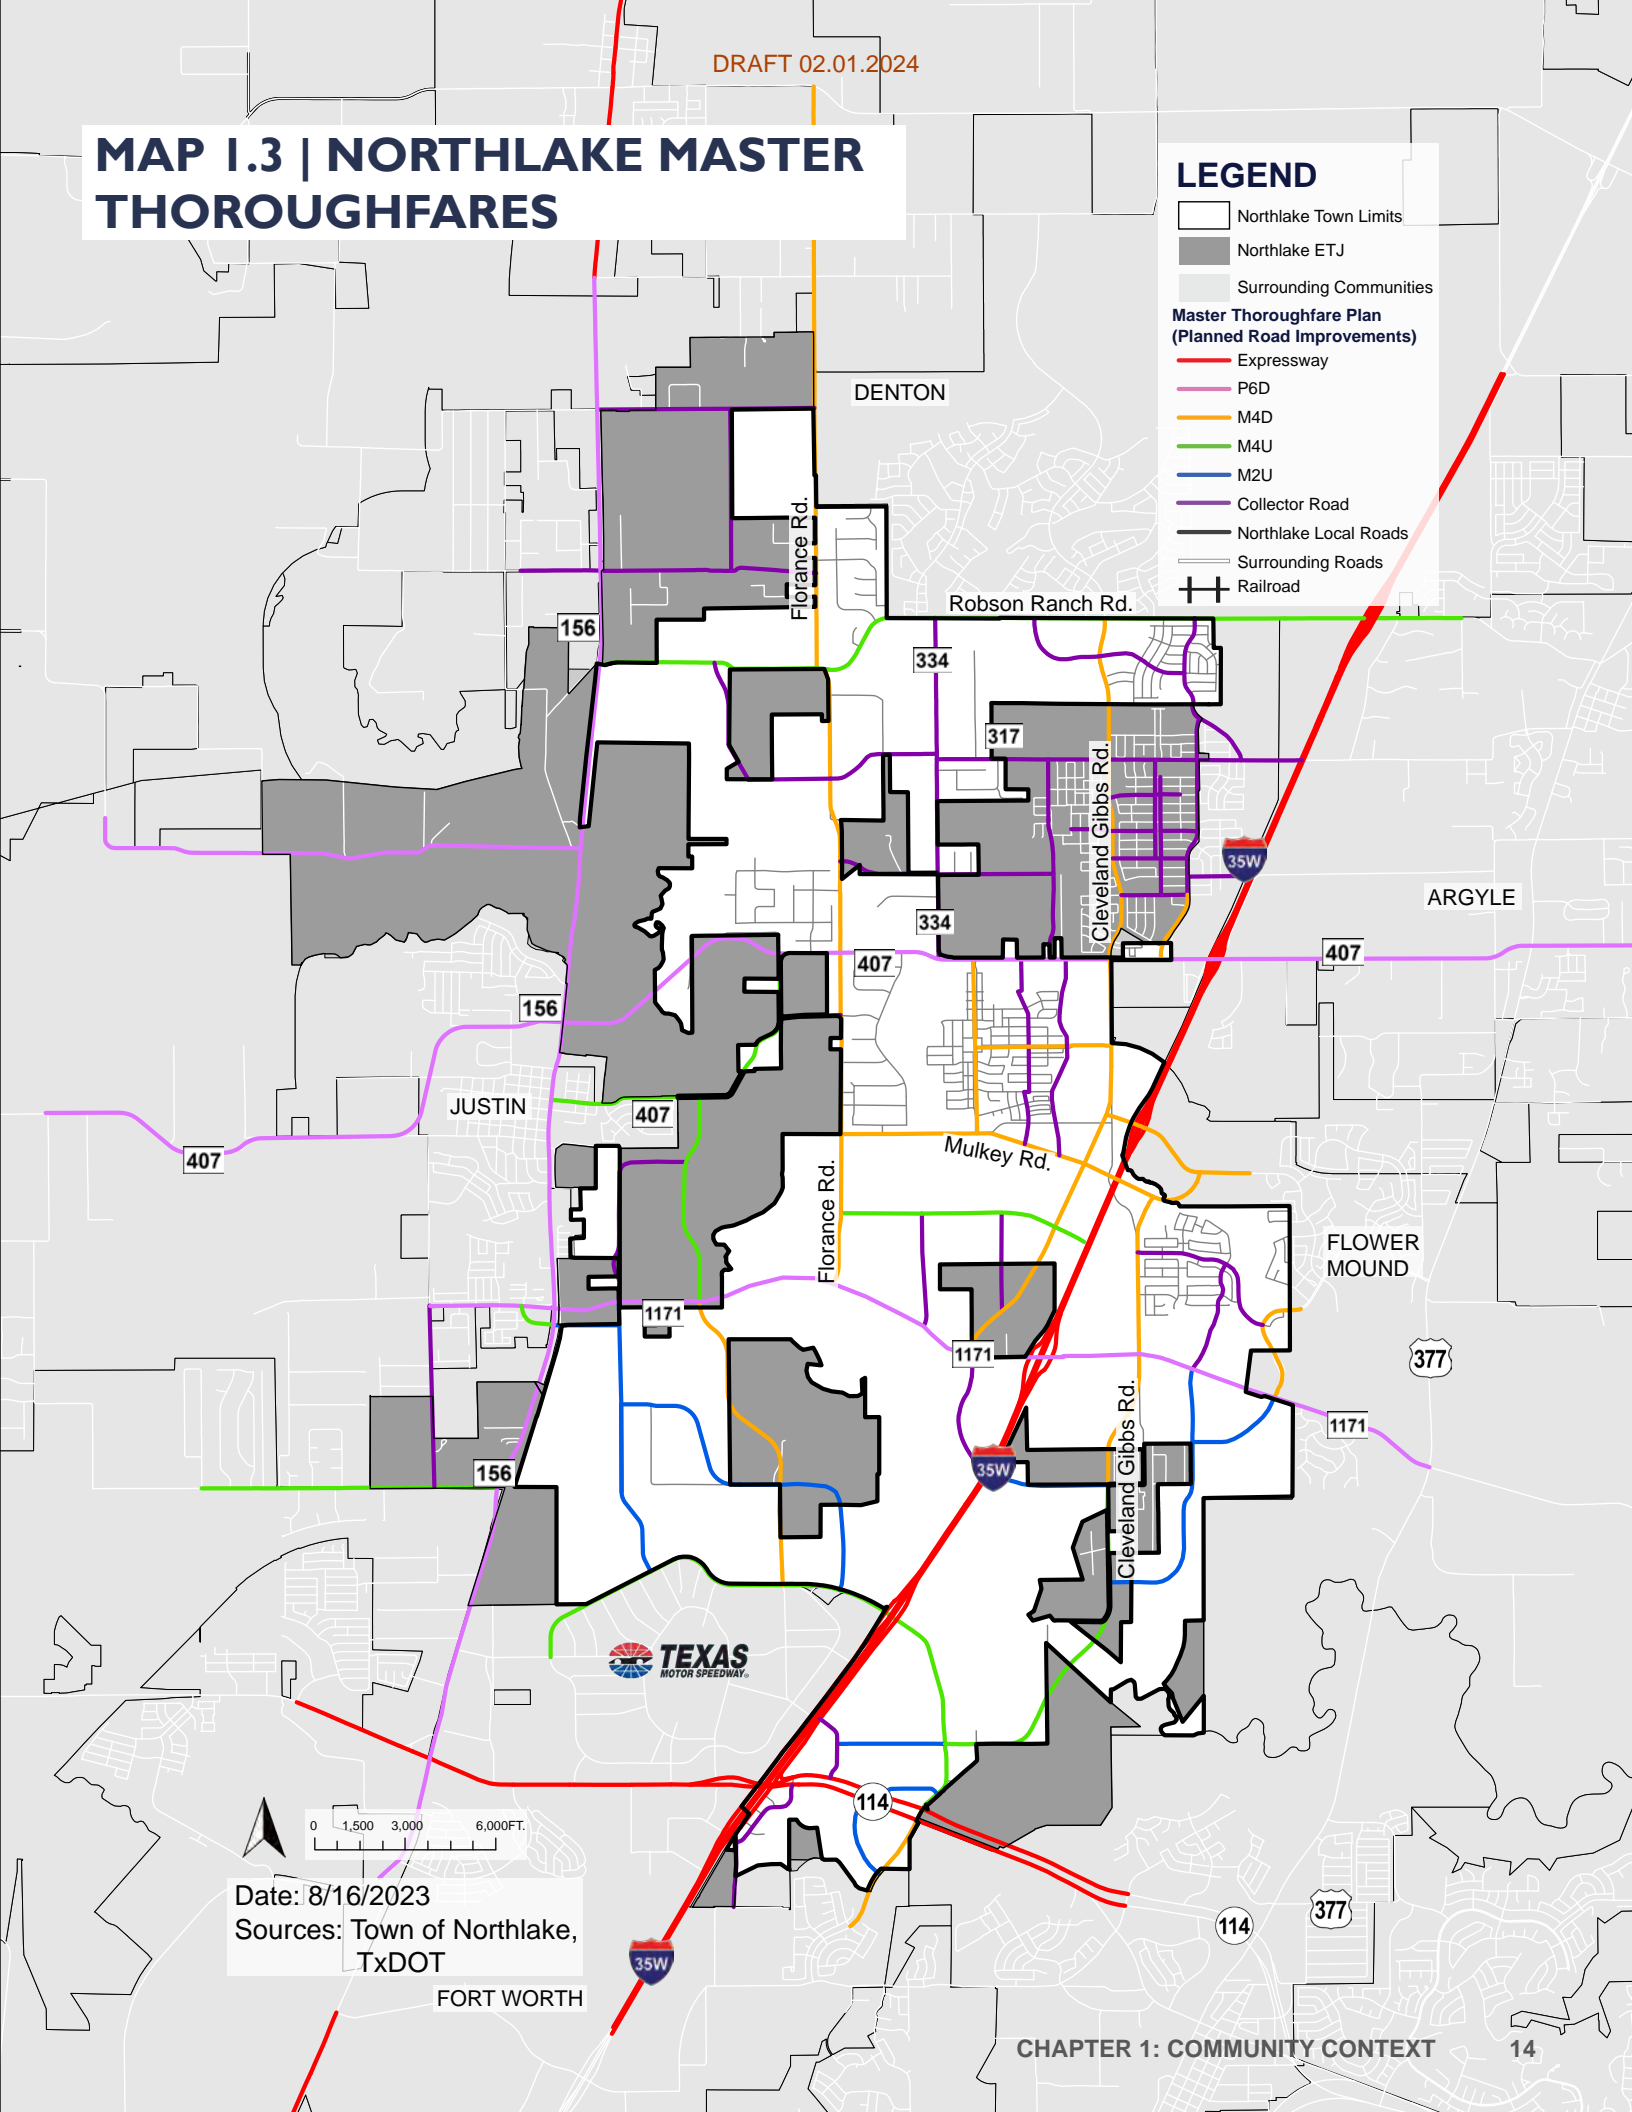 DRAFT 02.01.2024
MAP 1.3 | NORTHLAKE MASTER
THOROUGHFARES
LEGEND
Northlake Town Limits
Northlake ETJ
Surrounding Communities
Master Thoroughfare Plan
(Planned Road Improvements)
Expressway
P6D
M4D
M4U
M2U
Collector Road
Northlake Local Roads
Surrounding Roads
Railroad
DENTON
Florance Rd.
Robson Ranch Rd.
156
334
317
Cleveland Gibbs Rd.
35W
ARGYLE
334
407
407
156
JUSTIN
407
407
Mulkey Rd.
Florance Rd.
FLOWER
MOUND
1171
1171
377
1171
Cleveland Gibbs Rd.
156
35W
TEXAS
MOTOR SPEEDWAY
114
0 1,500 3,000 6,000FT.
Date: 8/16/2023
Sources: Town of Northlake,
TxDOT
377
114
35W
FORT WORTH
CHAPTER 1: COMMUNITY CONTEXT 14